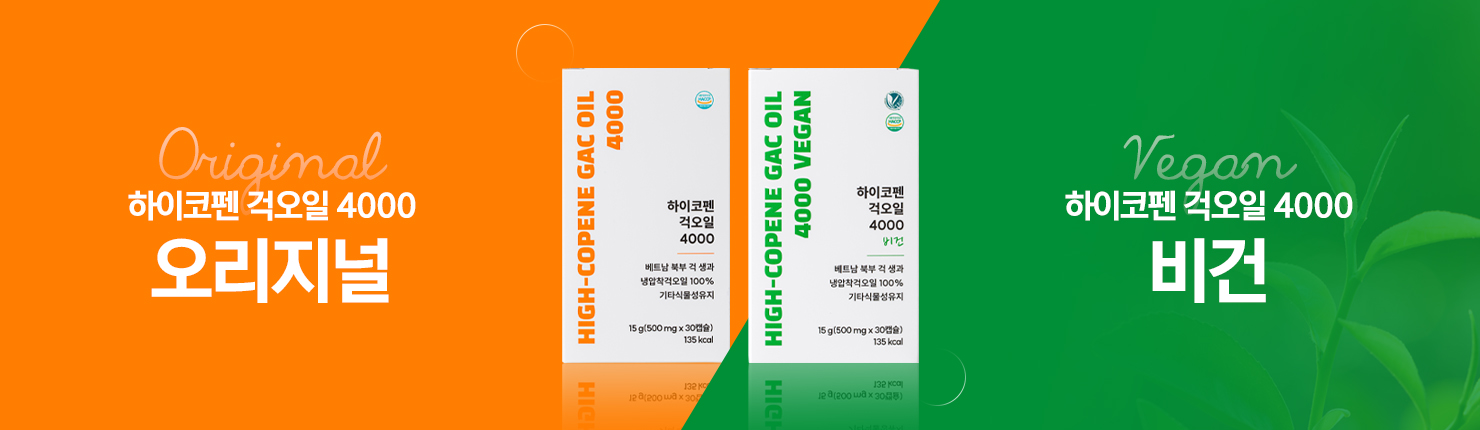 Original
하이코펜 걱오일 4000
오리지널
HIGH-COPENE GAC OIL
4000
HACCP
하이코펜
걱오일
4000
베트남 북부 걱 생과
냉압착걱오일 100%
기타식물성유지
15 g(500 mg x 30캡슐)
135 kcal
HIGH-COPENE GAC OIL
4000 VEGAN
HACCP
하이코펜
걱오일
4000
비건
베트남 북부 걱 생과
냉압착걱오일 100%
기타식물성유지
15 g(500 mg x 30캡슐)
135 kcal
Vegan
하이코펜 걱오일 4000
비건